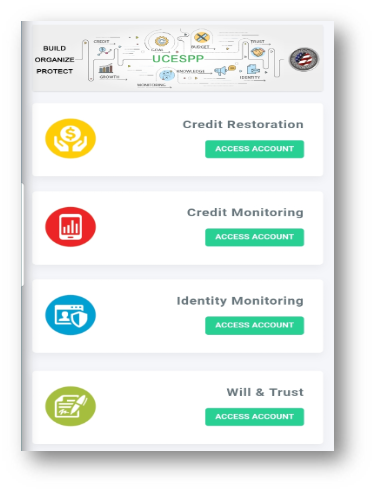 BUILD
ORGANIZE
PROTECT
CREDIT
GOAL
BUDGET
TRUST
UCESPP
GROWTH
KNOWLEDGE
IDENTITY
MONITORING
Credit Restoration
ACCESS ACCOUNT
Credit Monitoring
ACCESS ACCOUNT
Identity Monitoring
ACCESS ACCOUNT
Will & Trust
ACCESS ACCOUNT